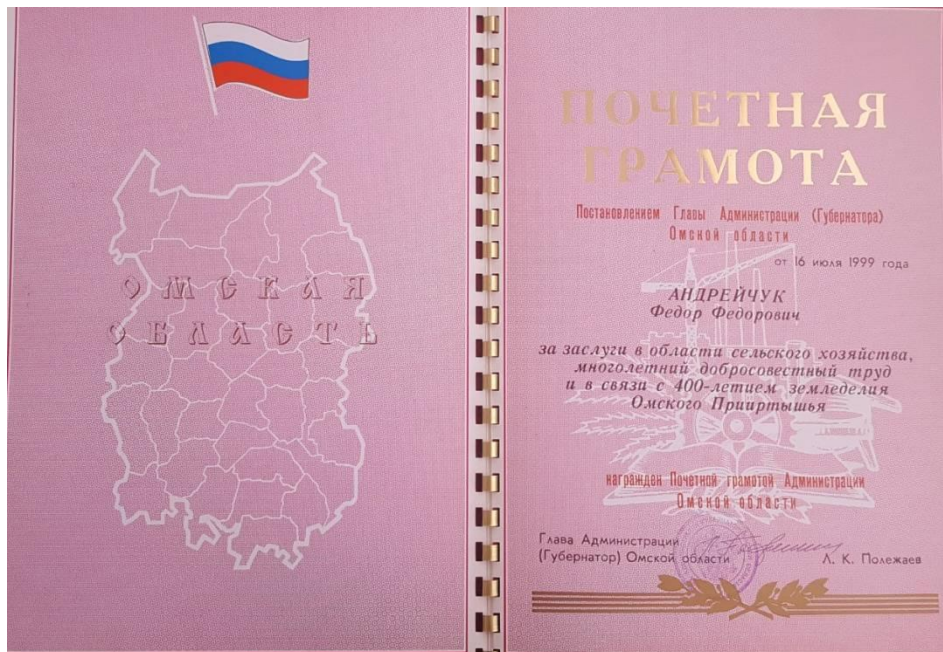 ОМСКАЯ
ОБЛАСТЬ
ПОЧЕТНАЯ
ГРАМОТА
Постановлением Главы Администрации (Губернатора)
Омской области
от 16 июля 1999 года
АНДРЕЙЧУК
Федор Федорович
за заслуги в области сельского хозяйства,
многолетний добросовестный труд
и в связи с 400-летием земледелия
Омского Прииртышья
награжден Почетной грамотой Администрации
Омской области
Глава Администрации
(Губернатор) Омской области
Л. К. Полежаев